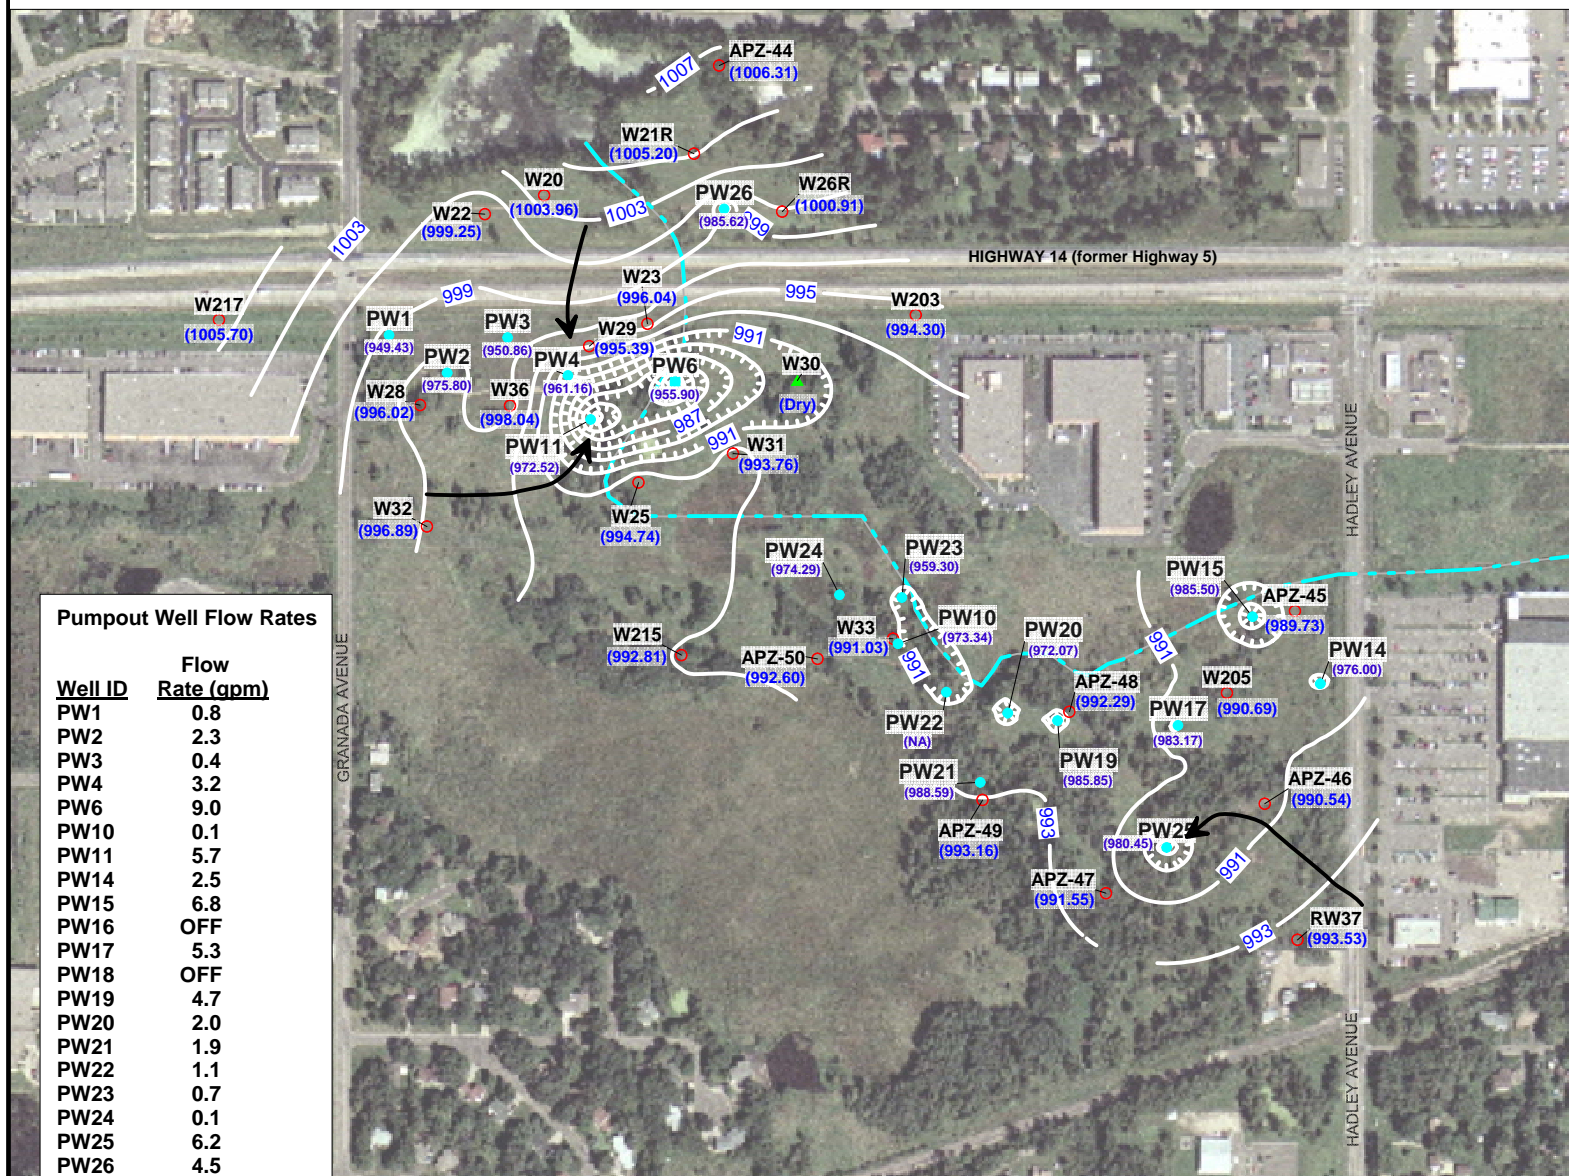 1007
APZ-44
(1006.31)
W21R
(1005.20)
W20
(1003.96)
PW26
(985.62)
W26R
(1000.91)
W22
(999.25)
1003
1003
999
HIGHWAY 14 (former Highway 5)
W217
(1005.70)
999
W23
(996.04)
995
W203
(994.30)
PW1
(949.43)
PW3
(950.86)
W29
(995.39)
991
PW2
(975.80)
PW4
(961.16)
PW6
(955.90)
W30
(Dry)
W28
(996.02)
W36
(998.04)
987
PW11
(972.52)
991
W31
(993.76)
W32
(996.89)
W25
(994.74)
HADLEY AVENUE
PW24
(974.29)
PW23
(959.30)
PW15
(985.50)
APZ-45
(989.73)
W215
(992.81)
APZ-50
(992.60)
W33
(991.03)
PW10
(973.34)
PW20
(972.07)
991
991
PW14
(976.00)
APZ-48
(992.29)
W205
(990.69)
PW22
(NA)
PW17
(983.17)
PW19
(985.85)
PW21
(988.59)
APZ-46
(990.54)
APZ-49
(993.16)
993
PW25
(980.45)
991
APZ-47
(991.55)
RW37
(993.53)
993
GRANADA AVENUE
HADLEY AVENUE
Pumpout Well Flow Rates
Flow
Well ID Rate (gpm)
PW1 0.8
PW2 2.3
PW3 0.4
PW4 3.2
PW6 9.0
PW10 0.1
PW11 5.7
PW14 2.5
PW15 6.8
PW16 OFF
PW17 5.3
PW18 OFF
PW19 4.7
PW20 2.0
PW21 1.9
PW22 1.1
PW23 0.7
PW24 0.1
PW25 6.2
PW26 4.5